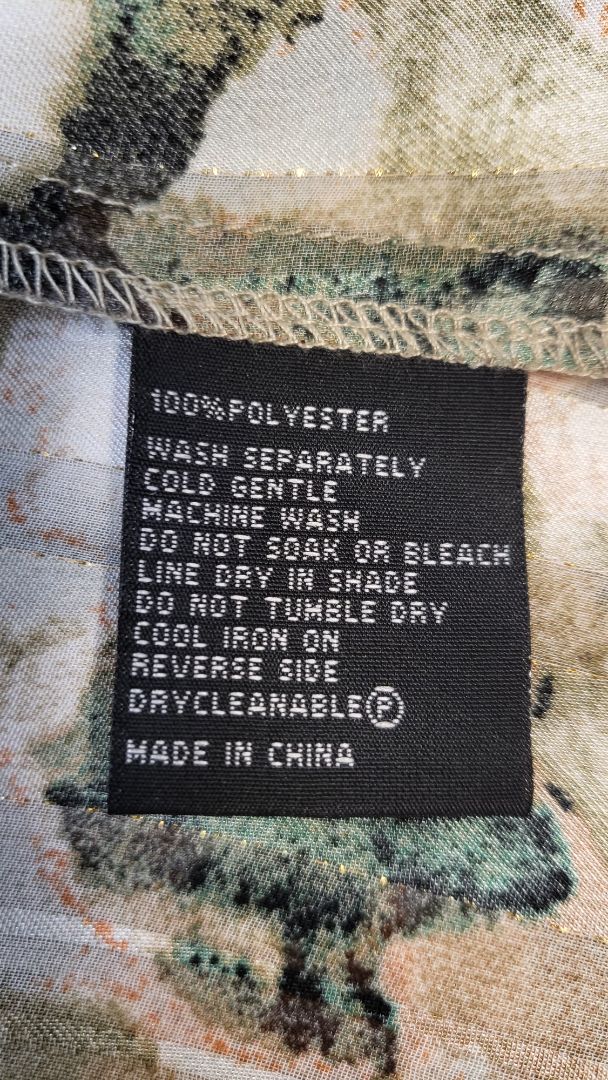 100%POLYESTER
WASH SEPARATELY
COLD GENTLE
MACHINE WASH
DO NOT SOAK OR BLEACH
LINE DRY IN SHADE
DO NOT TUMBLE DRY
COOL IRON ON
REVERSE SIDE
DRYCLEANABLE Ⓟ
MADE IN CHINA